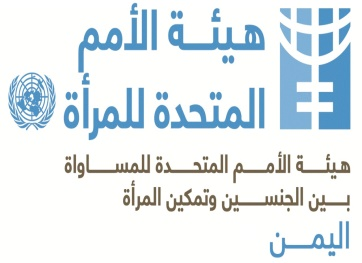 هيئة الأمم
المتحدة للمرأة
هيئة الأمم المتحدة للمساواة
بين الجنسين وتمكين المرأة
اليمن